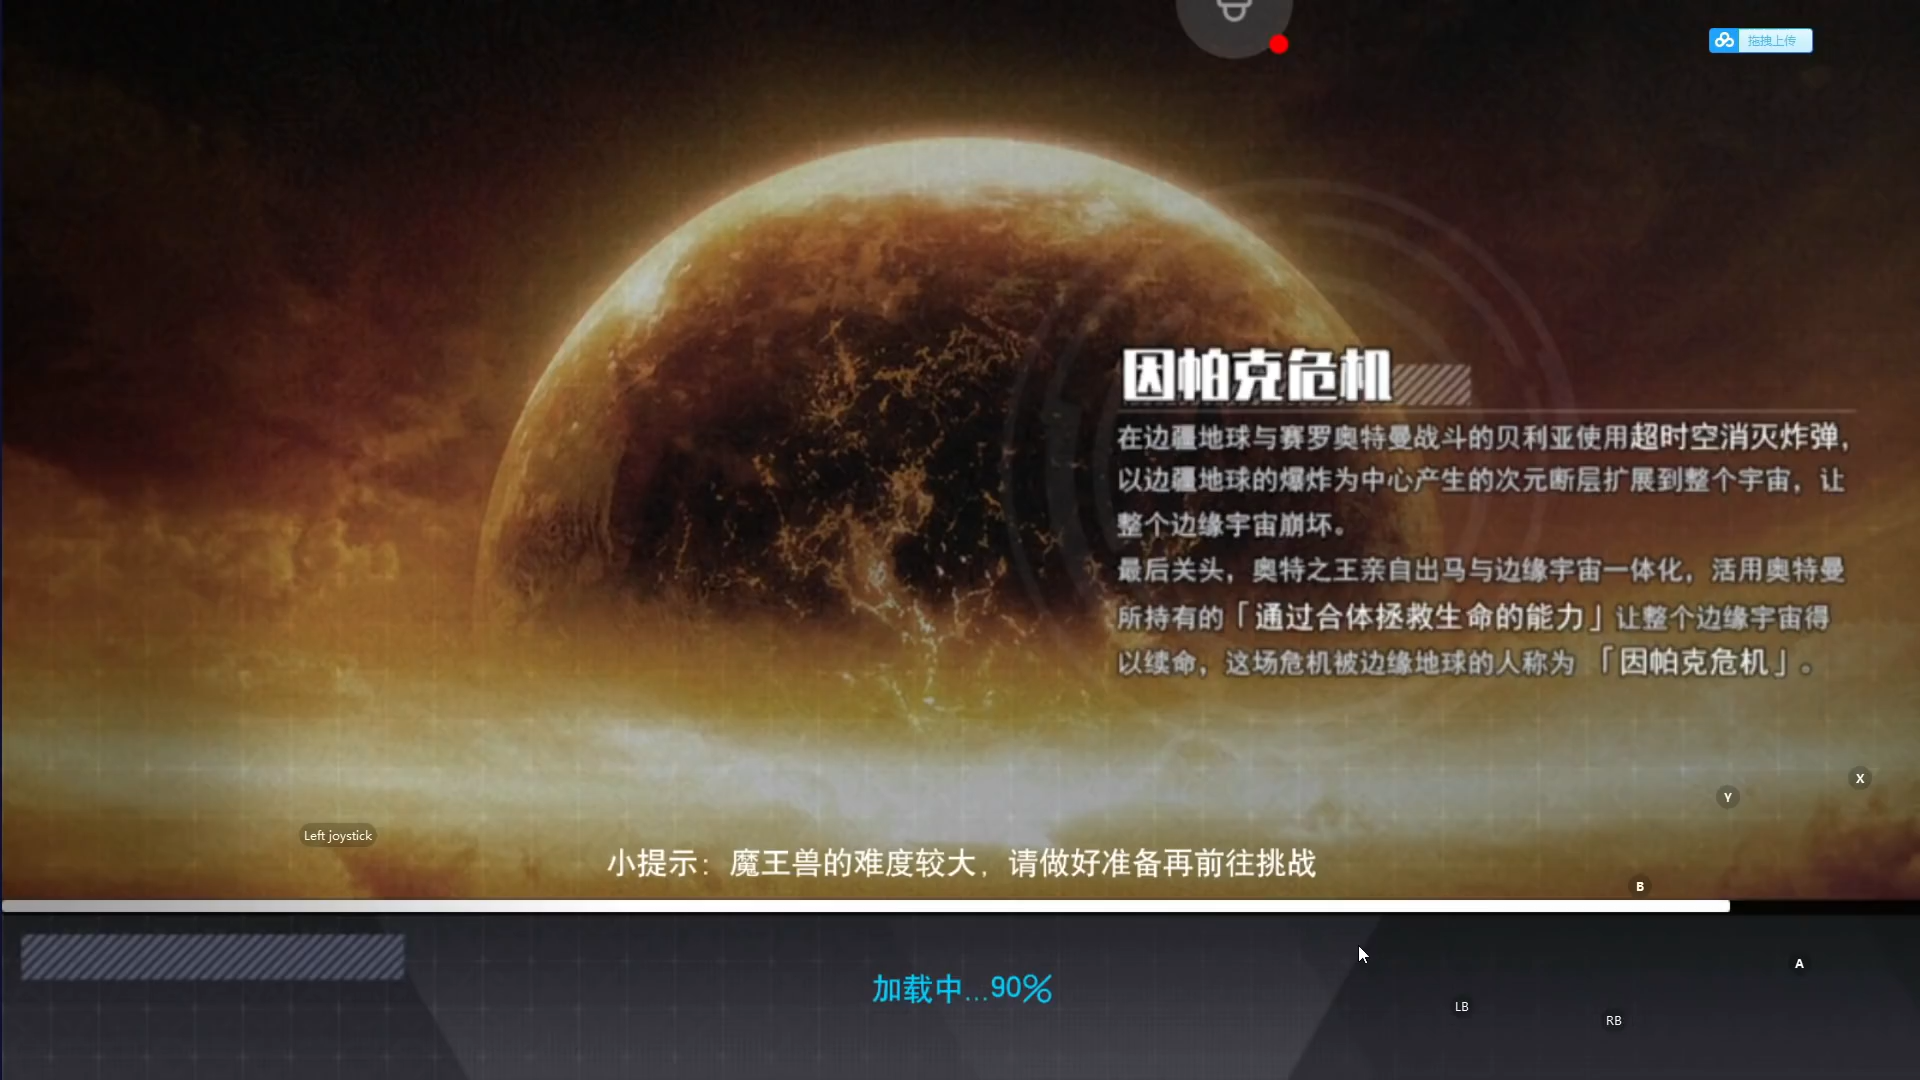 拖拽上传
因帕克危机
在边疆地球与赛罗奥特曼战斗的贝利亚使用超时空消灭炸弹，
以边疆地球的爆炸为中心产生的次元断层扩展到整个宇宙，让
整个边缘宇宙崩坏。
最后关头，奥特之王亲自出马与边缘宇宙一体化，活用奥特曼
所持有的「通过合体拯救生命的能力」让整个边缘宇宙得
以续命，这场危机被边缘地球的人称为「因帕克危机」。
X
Y
Left joystick
小提示：魔王兽的难度较大，请做好准备再前往挑战
B
A
加载中...90%
LB
RB